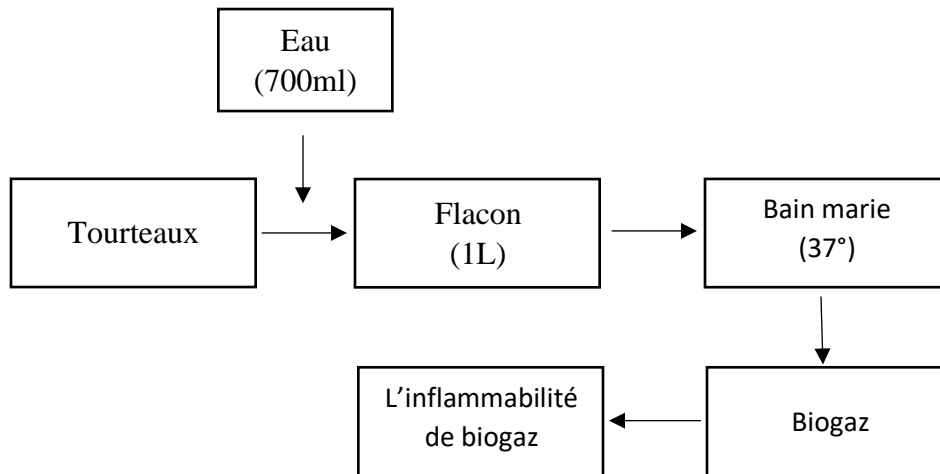 Eau
(700ml)
Tourteaux
Flacon
(1L)
Bain marie
(37°)
L’inflammabilité
de biogaz
Biogaz